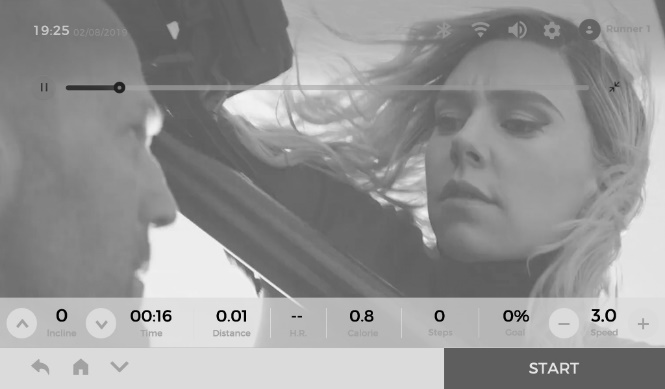 19:25 02/08/2019 Runner 1
0 00:16 0.01 -- 0.8 0 0% 3.0
Incline Time Distance H.R. Calorie Steps Goal Speed
START